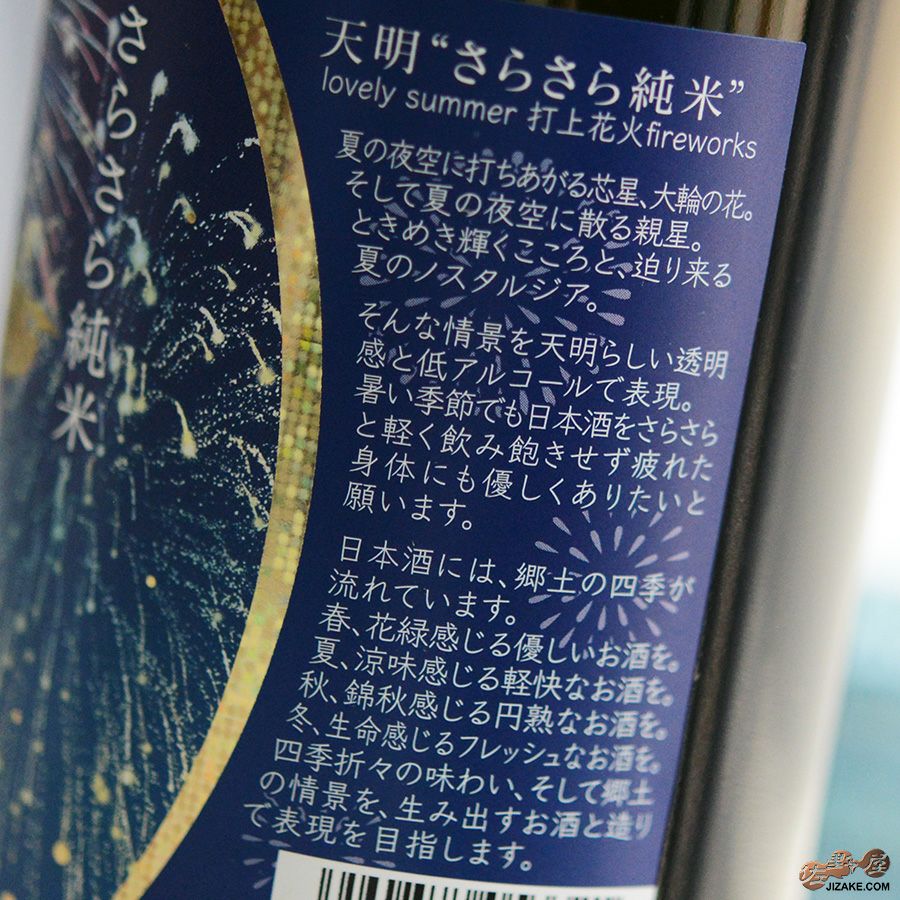 さらさら純米
天明“さらさら純米”
lovely summer 打上花火fireworks
夏の夜空に打ちあがる芯星、大輪の花。
そして夏の夜空に散る親星。
ときめき輝くこころと、迫り来る
夏のノスタルジア。
そんな情景を天明らしい透明
感と低アルコールで表現。
暑い季節でも日本酒をさらさら
と軽く飲み飽きせず疲れた
身体にも優しくありたいと
願います。
日本酒には、郷土の四季が
流れています。
春、花緑感じる優しいお酒を。
夏、涼味感じる軽快なお酒を。
秋、錦秋感じる円熟なお酒を。
冬、生命感じるフレッシュなお酒を。
四季折々の味わい、そして郷土
の情景を、生み出すお酒と造り
で表現を目指します。
JIZAKE.COM